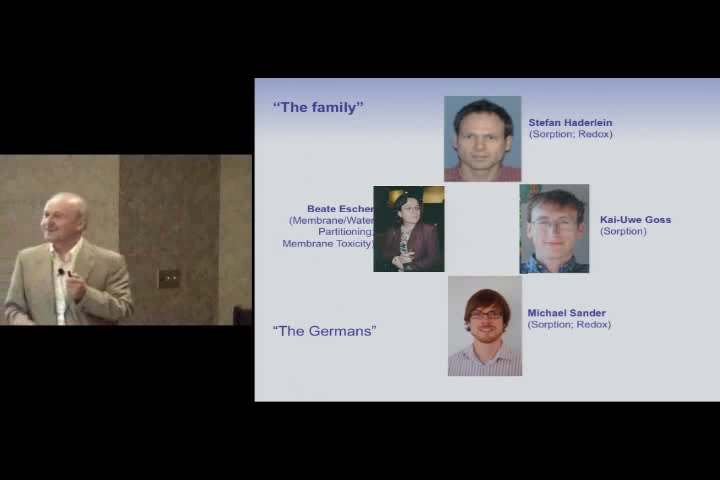 “The family”
Stefan Haderlein
(Sorption; Redox)
Beate Escher
(Membrane/Water
Partitioning;
Membrane Toxicity)
Kai-Uwe Goss
(Sorption)
Michael Sander
(Sorption; Redox)
“The Germans”